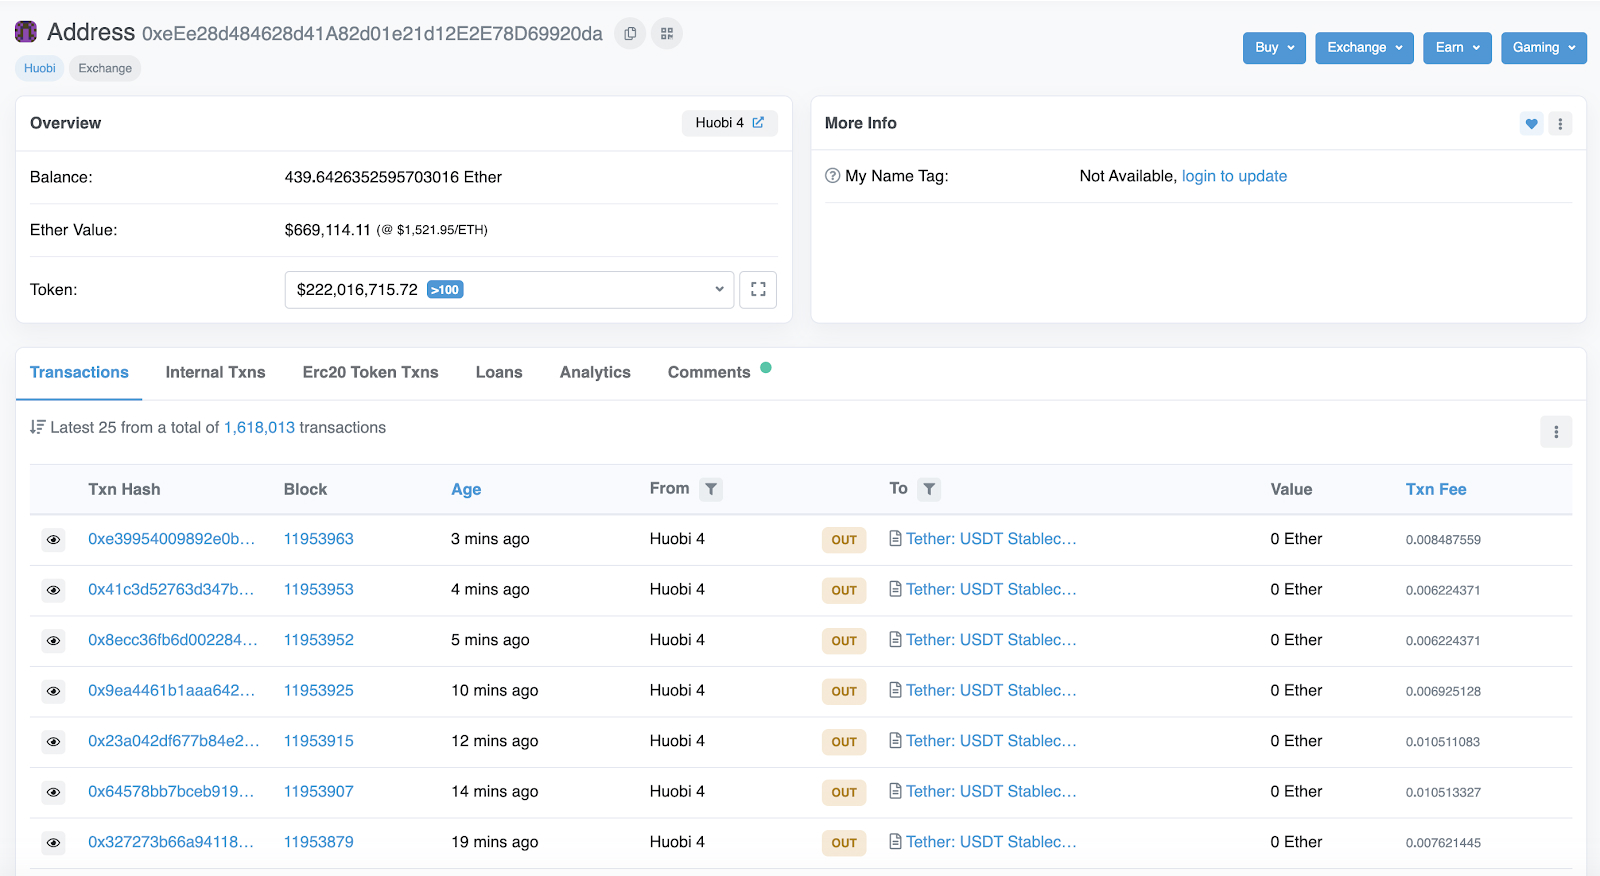 Address 0xeEe28d484628d41A82d01e21d12E2E78D69920da
Buy Exchange Earn Gaming
Huobi Exchange
Overview Huobi 4
Balance: 439.6426352595703016 Ether
Ether Value: $669,114.11 (@ $1,521.95/ETH)
Token: $222,016,715.72 >100
More Info
My Name Tag: Not Available, login to update
Transactions Internal Txns Erc20 Token Txns Loans Analytics Comments
Latest 25 from a total of 1,618,013 transactions
Txn Hash Block Age From To Value Txn Fee
0xe39954009892e0b... 11953963 3 mins ago Huobi 4 OUT Tether: USDT Stablec... 0 Ether 0.008487559
0x41c3d52763d347b... 11953953 4 mins ago Huobi 4 OUT Tether: USDT Stablec... 0 Ether 0.006224371
0x8ecc36fb6d002284... 11953952 5 mins ago Huobi 4 OUT Tether: USDT Stablec... 0 Ether 0.006224371
0x9ea4461b1aaa642... 11953925 10 mins ago Huobi 4 OUT Tether: USDT Stablec... 0 Ether 0.006925128
0x23a042df677b84e2... 11953915 12 mins ago Huobi 4 OUT Tether: USDT Stablec... 0 Ether 0.010511083
0x64578bb7bceb919... 11953907 14 mins ago Huobi 4 OUT Tether: USDT Stablec... 0 Ether 0.010513327
0x327273b66a94118... 11953879 19 mins ago Huobi 4 OUT Tether: USDT Stablec... 0 Ether 0.007621445